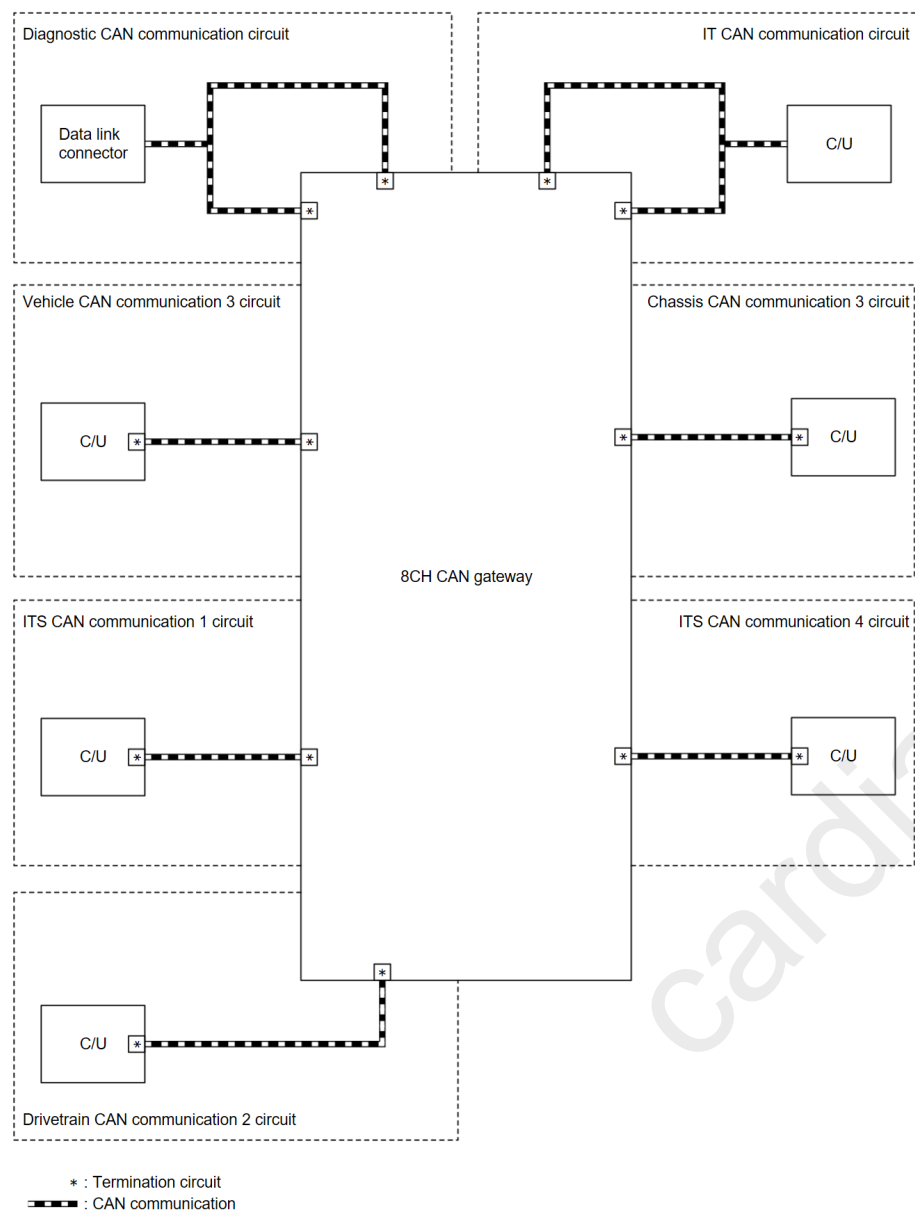 Diagnostic CAN communication circuit
IT CAN communication circuit
Data link
connector
C/U
*
*
*
*
Vehicle CAN communication 3 circuit
Chassis CAN communication 3 circuit
C/U
*
*
*
*
C/U
8CH CAN gateway
ITS CAN communication 1 circuit
ITS CAN communication 4 circuit
C/U
*
*
*
*
C/U
*
C/U
*
Drivetrain CAN communication 2 circuit
* : Termination circuit
: CAN communication
cardia